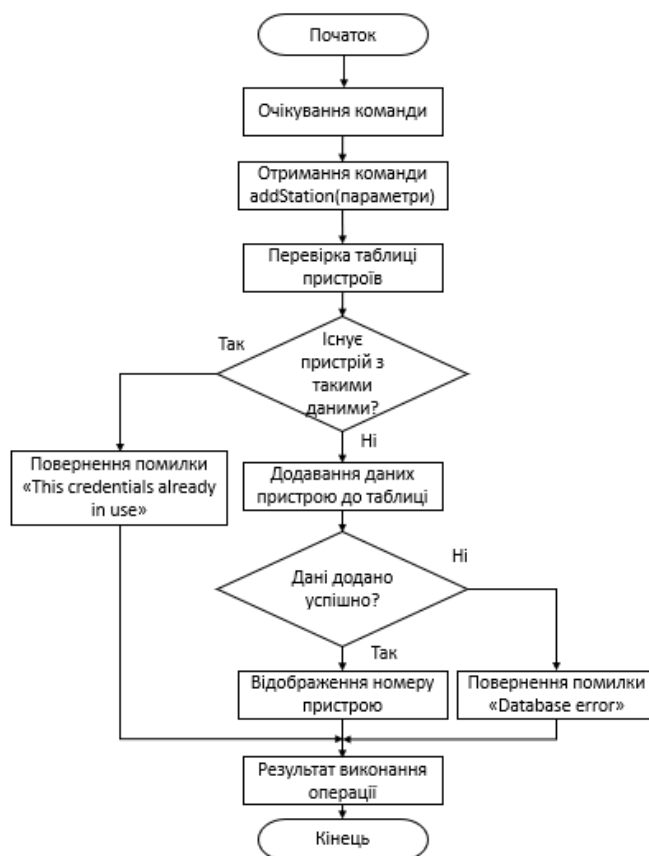 Початок
Очікування команди
Отримання команди
addStation(параметри)
Перевірка таблиці
пристроїв
Так
Існує
пристрій з
такими
даними?
Ні
Повернення помилки
«This credentials already
in use»
Додавання даних
пристрою до таблиці
Ні
Дані додано
успішно?
Так
Відображення номеру
пристрою
Повернення помилки
«Database error»
Результат виконання
операції
Кінець